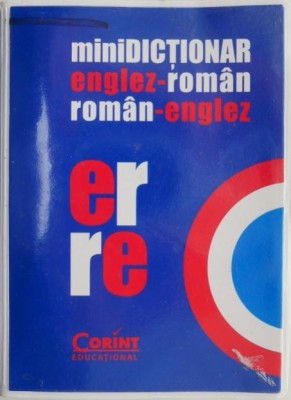 miniDICȚIONAR
englez-român
român-englez
er
re
CORINT
EDUCAȚIONAL